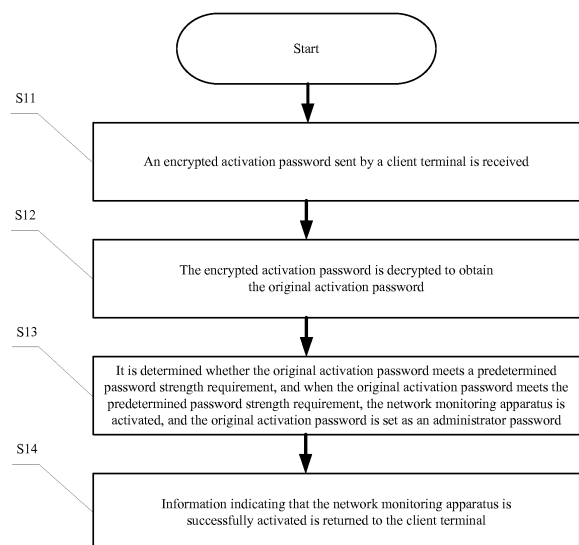 Start
S11
An encrypted activation password sent by a client terminal is received
S12
The encrypted activation password is decrypted to obtain
the original activation password
S13
It is determined whether the original activation password meets a predetermined
password strength requirement, and when the original activation password meets the
predetermined password strength requirement, the network monitoring apparatus is
activated, and the original activation password is set as an administrator password
S14
Information indicating that the network monitoring apparatus is
successfully activated is returned to the client terminal